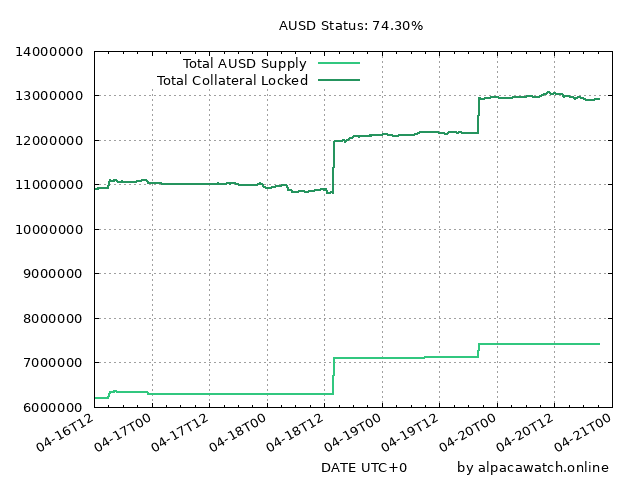 AUSD Status: 74.30%
14000000
13000000
12000000
11000000
10000000
9000000
8000000
7000000
6000000
Total AUSD Supply
Total Collateral Locked
04-16T12
04-17T00
04-17T12
04-18T00
04-18T12
04-19T00
04-19T12
04-20T00
04-20T12
04-21T00
DATE UTC+0
by alpacawatch.online